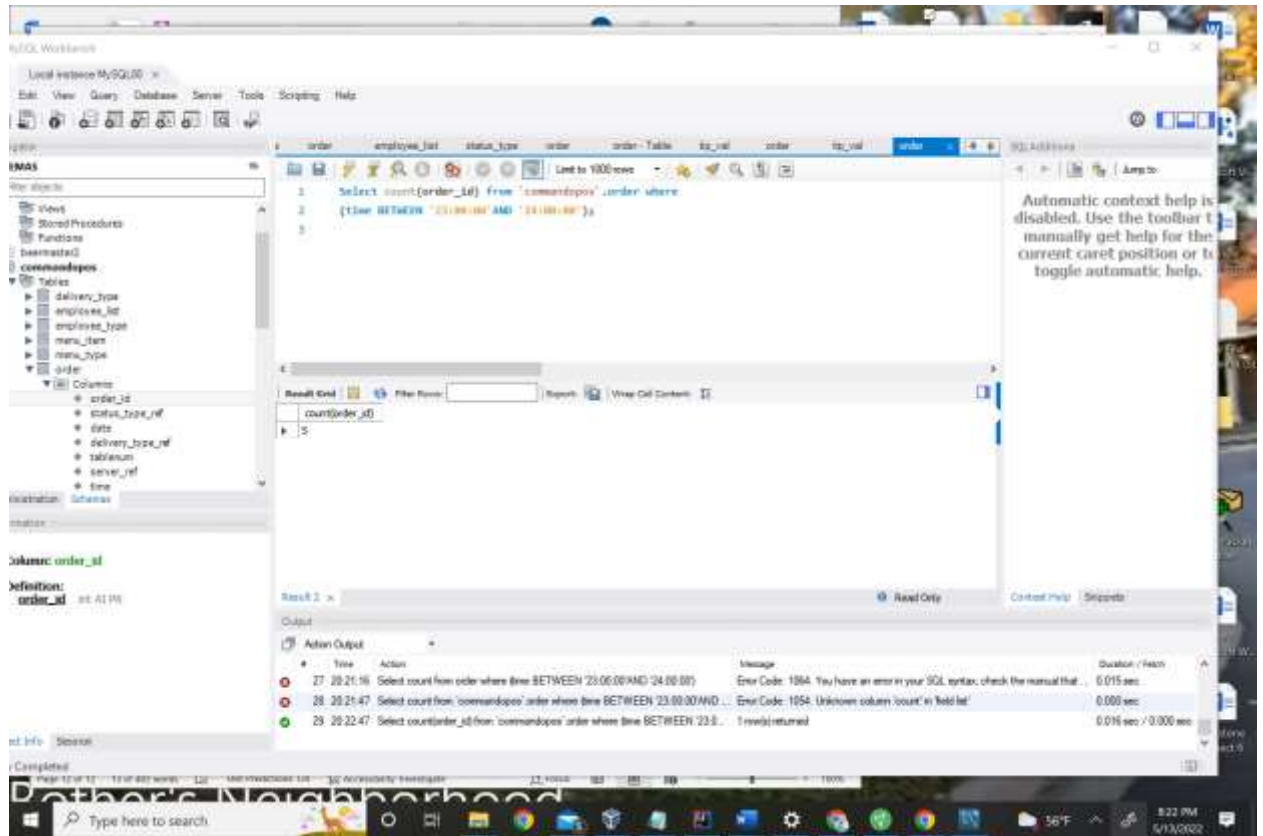 MySQL Workbench
Local instance MySQL80 ×
Edit View Query Database Server Tools Scripting Help
order employee_list status_type order order - Table tip_val order tip_val order
SQL Additions
Limit to 1000 rows
Jump to
1 Select count(order_id) from `commandopos`.order where
2 (time BETWEEN '23:00:00'AND '24:00:00');
3
Automatic context help is
disabled. Use the toolbar t
manually get help for the
current caret position or to
toggle automatic help.
Views
Stored Procedures
Functions
commandopos
Tables
delivery_type
employee_list
employee_type
menu_item
menu_type
order
Columns
order_id
status_type_ref
date
delivery_type_ref
tablenum
server_ref
time
Schemas
order_id
Definition:
order_id int AI PK
Result Grid Filter Rows: Export: Wrap Cell Content:
count(order_id)
5
Result 2 × Read Only
Context Help Snippets
Output
Action Output
# Time Action Message Duration / Fetch
27 20:21:16 Select count from order where (time BETWEEN '23:00:00'AND '24:00:00') Error Code: 1064. You have an error in your SQL syntax; check the manual that ... 0.015 sec
28 20:21:47 Select count from `commandopos`.order where (time BETWEEN '23:00:00'AND ... Error Code: 1054. Unknown column 'count' in 'field list' 0.000 sec
29 20:22:47 Select count(order_id) from `commandopos`.order where (time BETWEEN '23:0... 1 row(s) returned 0.016 sec / 0.000 sec
Session
Completed
Type here to search
56°F
8:22 PM
5/13/2022